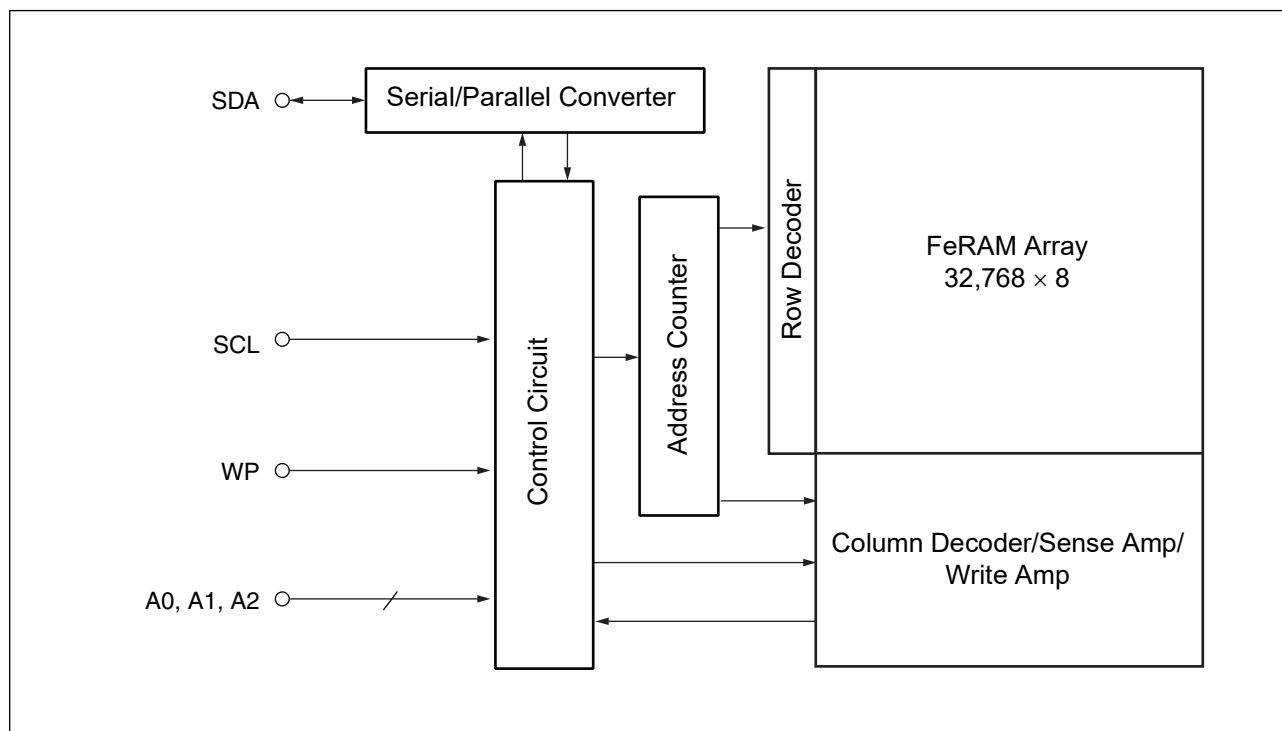 SDA
Serial/Parallel Converter
SCL
WP
A0, A1, A2
Control Circuit
Address Counter
Row Decoder
FeRAM Array
32,768 × 8
Column Decoder/Sense Amp/
Write Amp